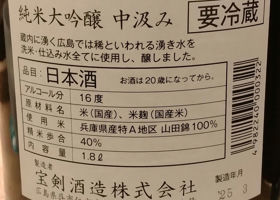 純米大吟醸 中汲み
要冷蔵
蔵内に湧く広島では稀といわれる湧き水を
洗米・仕込み水全てに使用し、醸しました。
品目：日本酒 お酒は20歳になってから。
アルコール分 16度
原材料名 米(国産)、米麹(国産米)
使用米 兵庫県産特A地区 山田錦100%
精米歩合 40%
内容量 1.8ℓ
製造者
宝剣酒造株式会社
製造年月
25 3
4982240000322